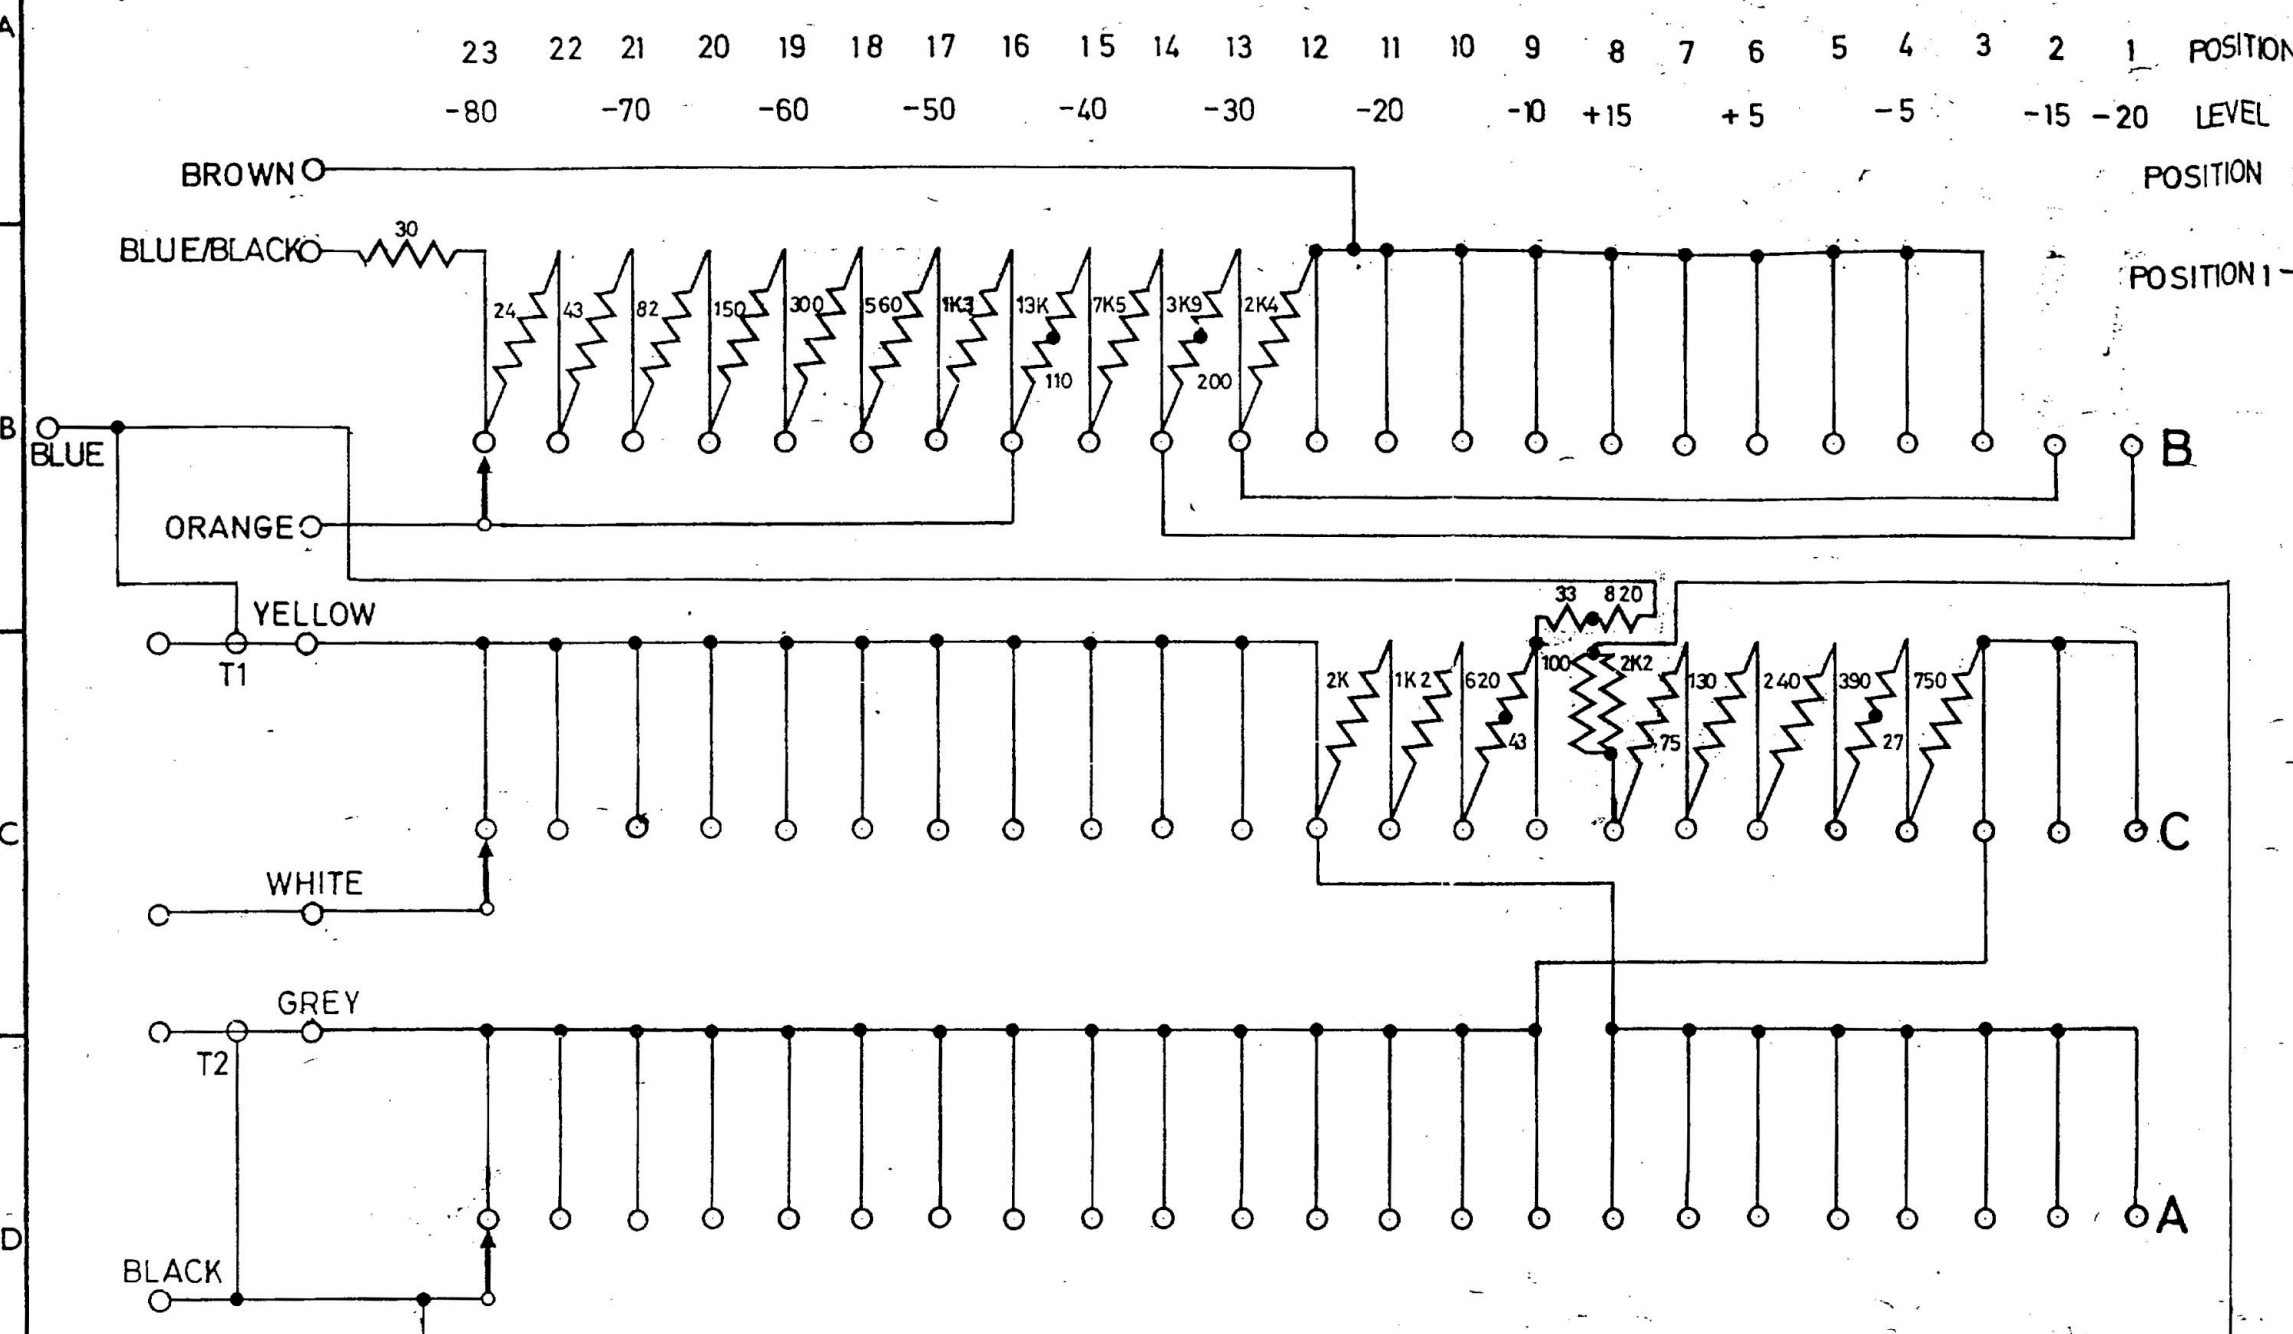 A
23 22 21 20 19 18 17 16 15 14 13 12 11 10 9 8 7 6 5 4 3 2 1 POSITION
-80 -70 -60 -50 -40 -30 -20 -10 +15 +5 -5 -15 -20 LEVEL
BROWN
POSITION
30
BLUE/BLACK
POSITION 1-
24 43 82 150 300 560 1K3 13K 7K5 3K9 2K4
110 200
B
BLUE
B
ORANGE
33 820
YELLOW
T1
100 2K2
2K 1K2 620 130 240 390 750
43 75 27
C
C
WHITE
GREY
T2
A
D
BLACK